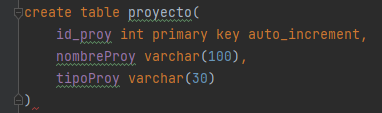 create table proyecto(
    id_proy int primary key auto_increment,
    nombreProy varchar(100),
    tipoProy varchar(30)
)